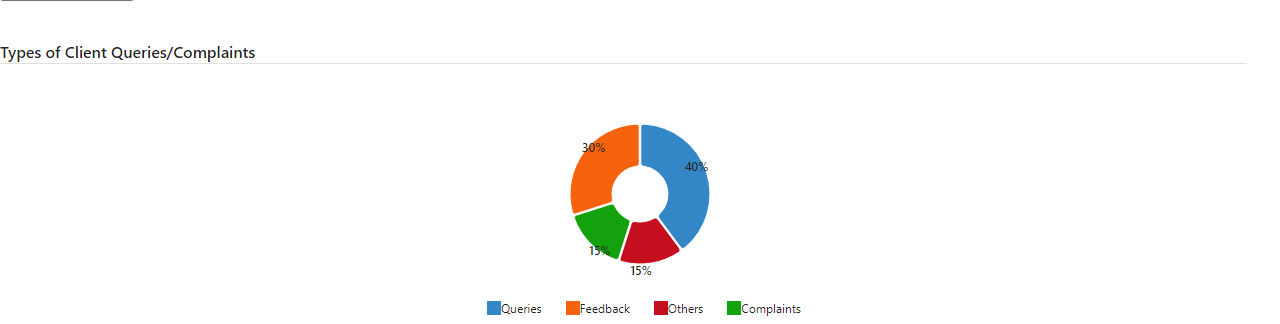 Types of Client Queries/Complaints
30%
40%
15%
15%
Queries Feedback Others Complaints